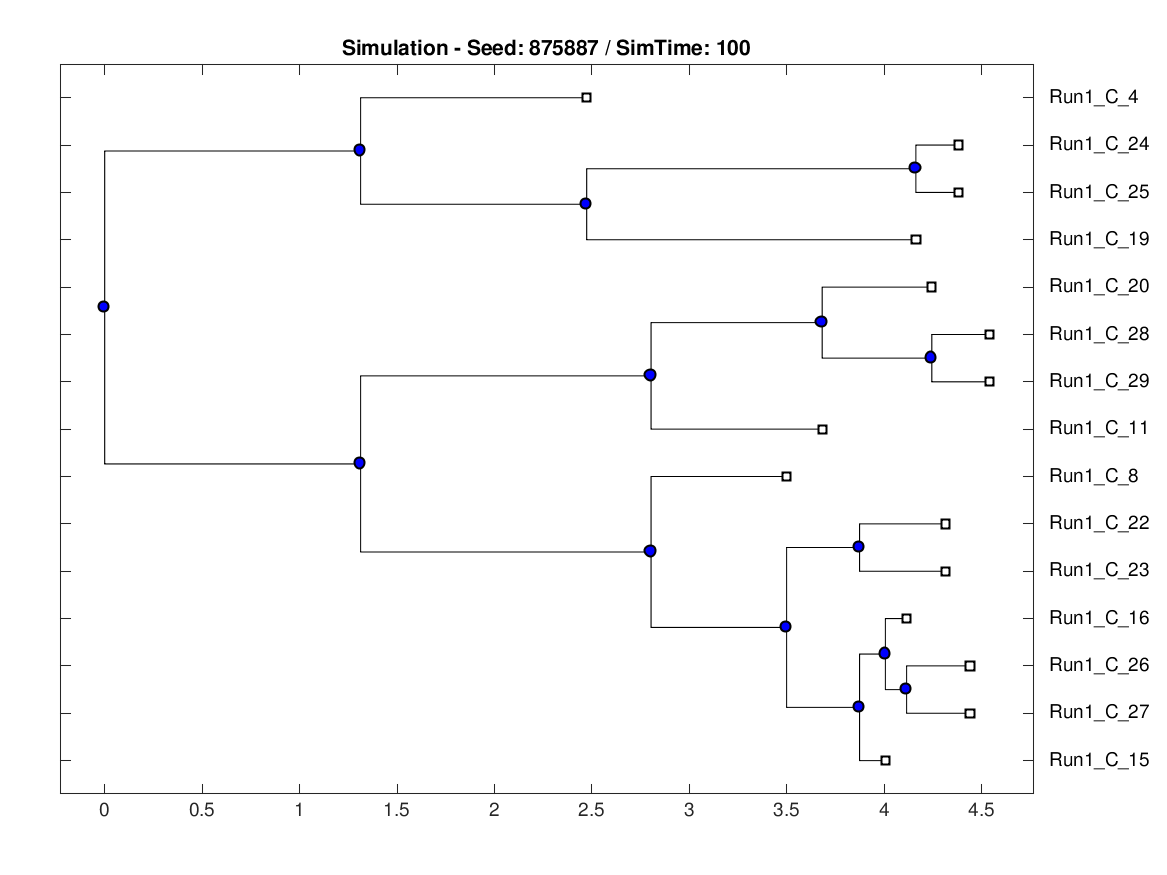 Simulation - Seed: 875887 / SimTime: 100
Run1_C_4
Run1_C_24
Run1_C_25
Run1_C_19
Run1_C_20
Run1_C_28
Run1_C_29
Run1_C_11
Run1_C_8
Run1_C_22
Run1_C_23
Run1_C_16
Run1_C_26
Run1_C_27
Run1_C_15
0 0.5 1 1.5 2 2.5 3 3.5 4 4.5